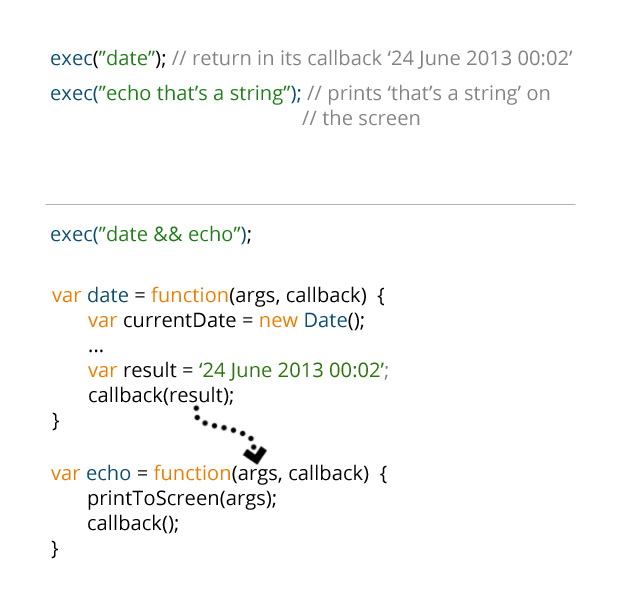 exec(”date”); // return in its callback ‘24 June 2013 00:02’
exec(”echo that’s a string”); // prints ‘that’s a string’ on
// the screen
exec(”date && echo”);
var date = function(args, callback) {
var currentDate = new Date();
...
var result = ‘24 June 2013 00:02’;
callback(result);
}
var echo = function(args, callback) {
printToScreen(args);
callback();
}